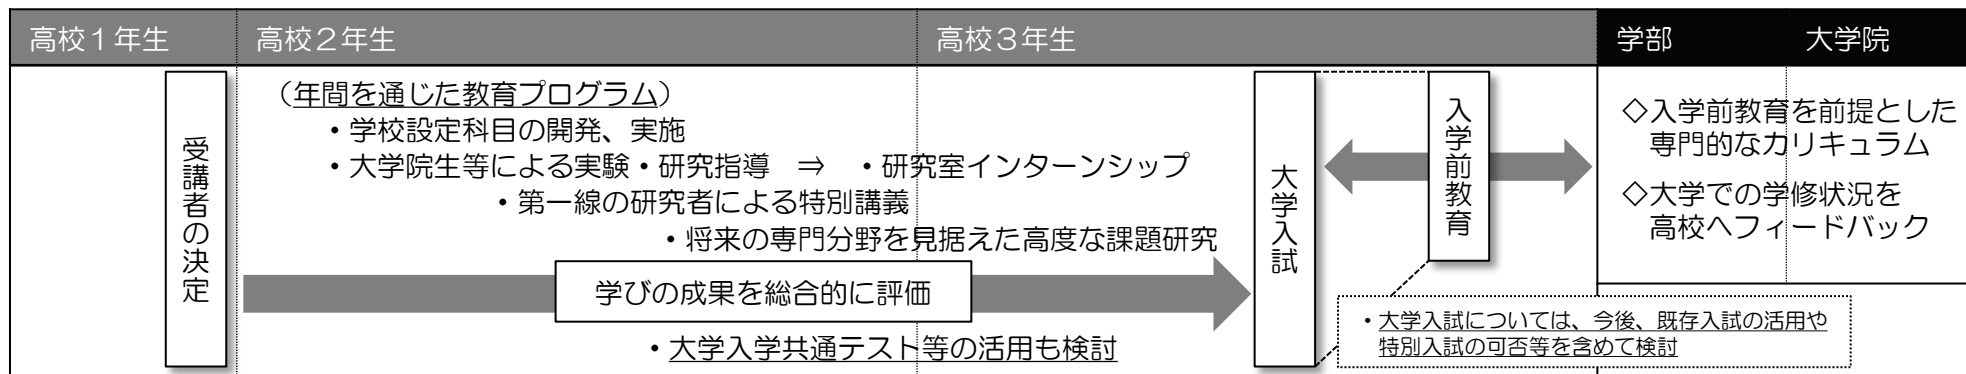 高校１年生
高校２年生
高校３年生
学部
大学院
受講者の決定
（年間を通じた教育プログラム）
・学校設定科目の開発、実施
・大学院生等による実験・研究指導　⇒　・研究室インターンシップ
・第一線の研究者による特別講義
・将来の専門分野を見据えた高度な課題研究
学びの成果を総合的に評価
・大学入学共通テスト等の活用も検討
大学入試
入学前教育
・大学入試については、今後、既存入試の活用や
特別入試の可否等を含めて検討
◇入学前教育を前提とした
専門的なカリキュラム
◇大学での学修状況を
高校へフィードバック